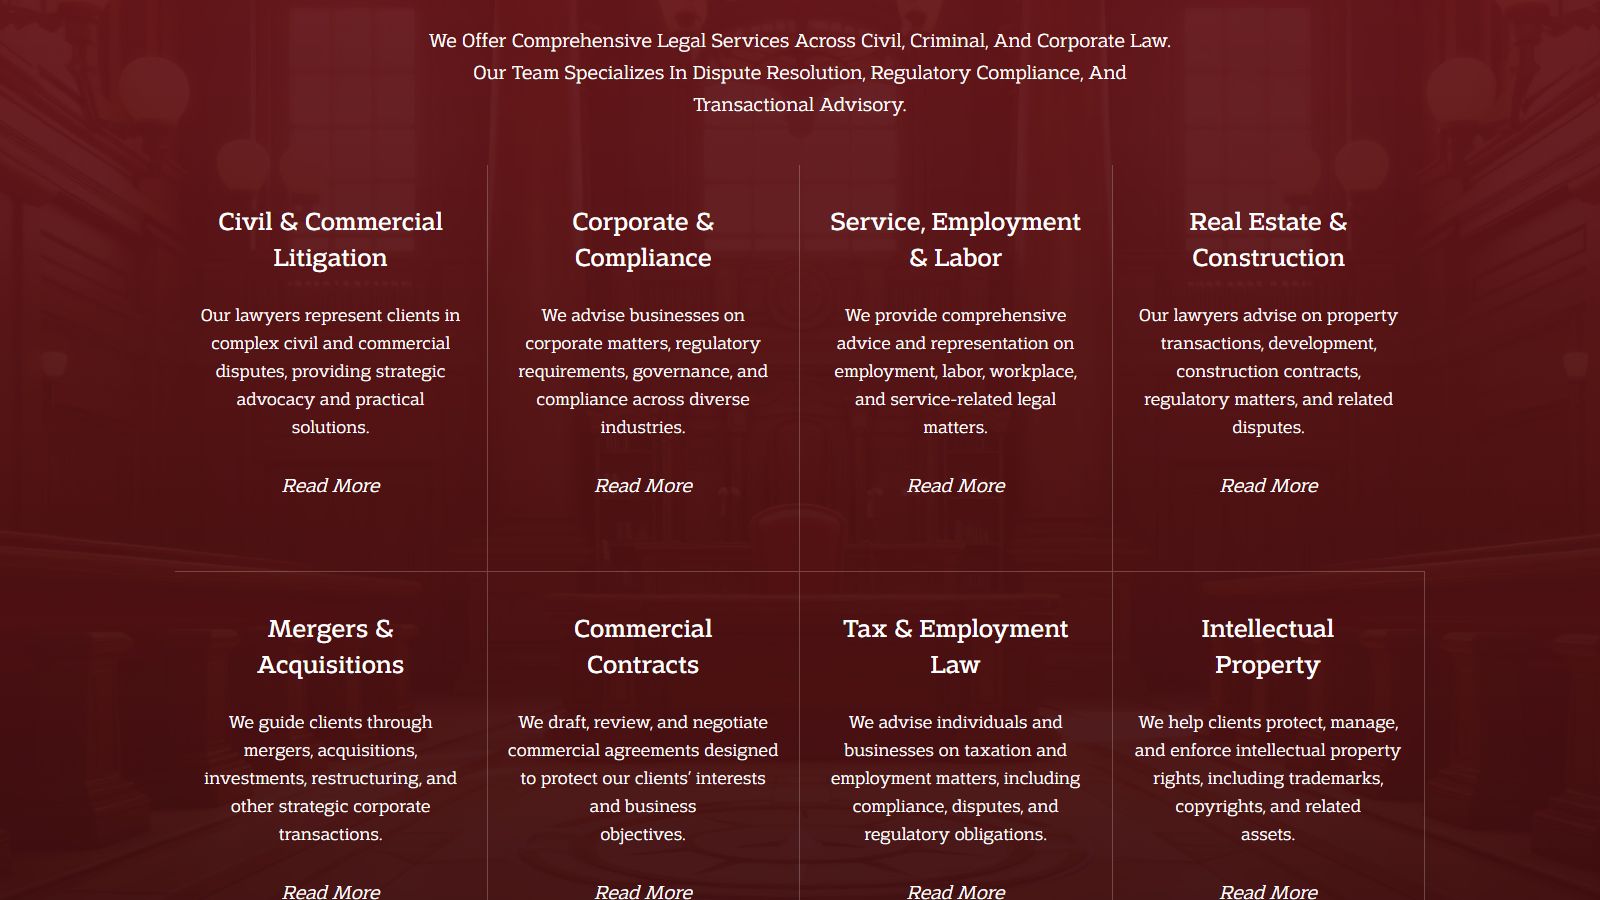 We Offer Comprehensive Legal Services Across Civil, Criminal, And Corporate Law.
Our Team Specializes In Dispute Resolution, Regulatory Compliance, And
Transactional Advisory.
Civil & Commercial
Litigation
Our lawyers represent clients in
complex civil and commercial
disputes, providing strategic
advocacy and practical
solutions.
Read More
Corporate &
Compliance
We advise businesses on
corporate matters, regulatory
requirements, governance, and
compliance across diverse
industries.
Read More
Service, Employment
& Labor
We provide comprehensive
advice and representation on
employment, labor, workplace,
and service-related legal
matters.
Read More
Real Estate &
Construction
Our lawyers advise on property
transactions, development,
construction contracts,
regulatory matters, and related
disputes.
Read More
Mergers &
Acquisitions
We guide clients through
mergers, acquisitions,
investments, restructuring, and
other strategic corporate
transactions.
Read More
Commercial
Contracts
We draft, review, and negotiate
commercial agreements designed
to protect our clients’ interests
and business
objectives.
Read More
Tax & Employment
Law
We advise individuals and
businesses on taxation and
employment matters, including
compliance, disputes, and
regulatory obligations.
Read More
Intellectual
Property
We help clients protect, manage,
and enforce intellectual property
rights, including trademarks,
copyrights, and related
assets.
Read More